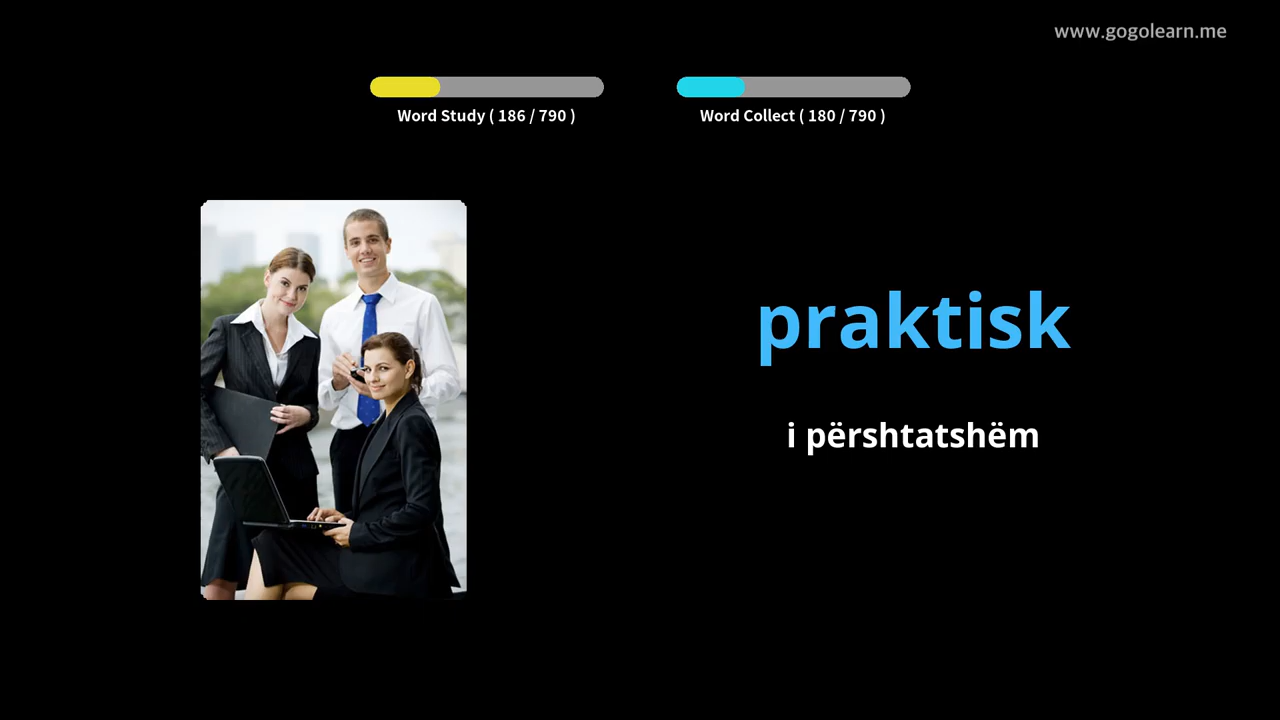 www.gogolearn.me
Word Study ( 186 / 790 )
Word Collect ( 180 / 790 )
praktisk
i përshtatshëm